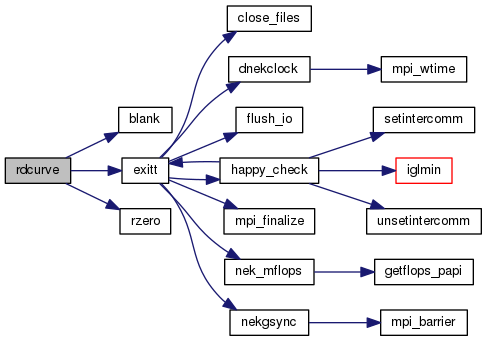 close_files
dnekclock
mpi_wtime
blank
flush_io
setintercomm
rdcurve
exitt
happy_check
iglmin
rzero
mpi_finalize
unsetintercomm
nek_mflops
getflops_papi
nekgsync
mpi_barrier